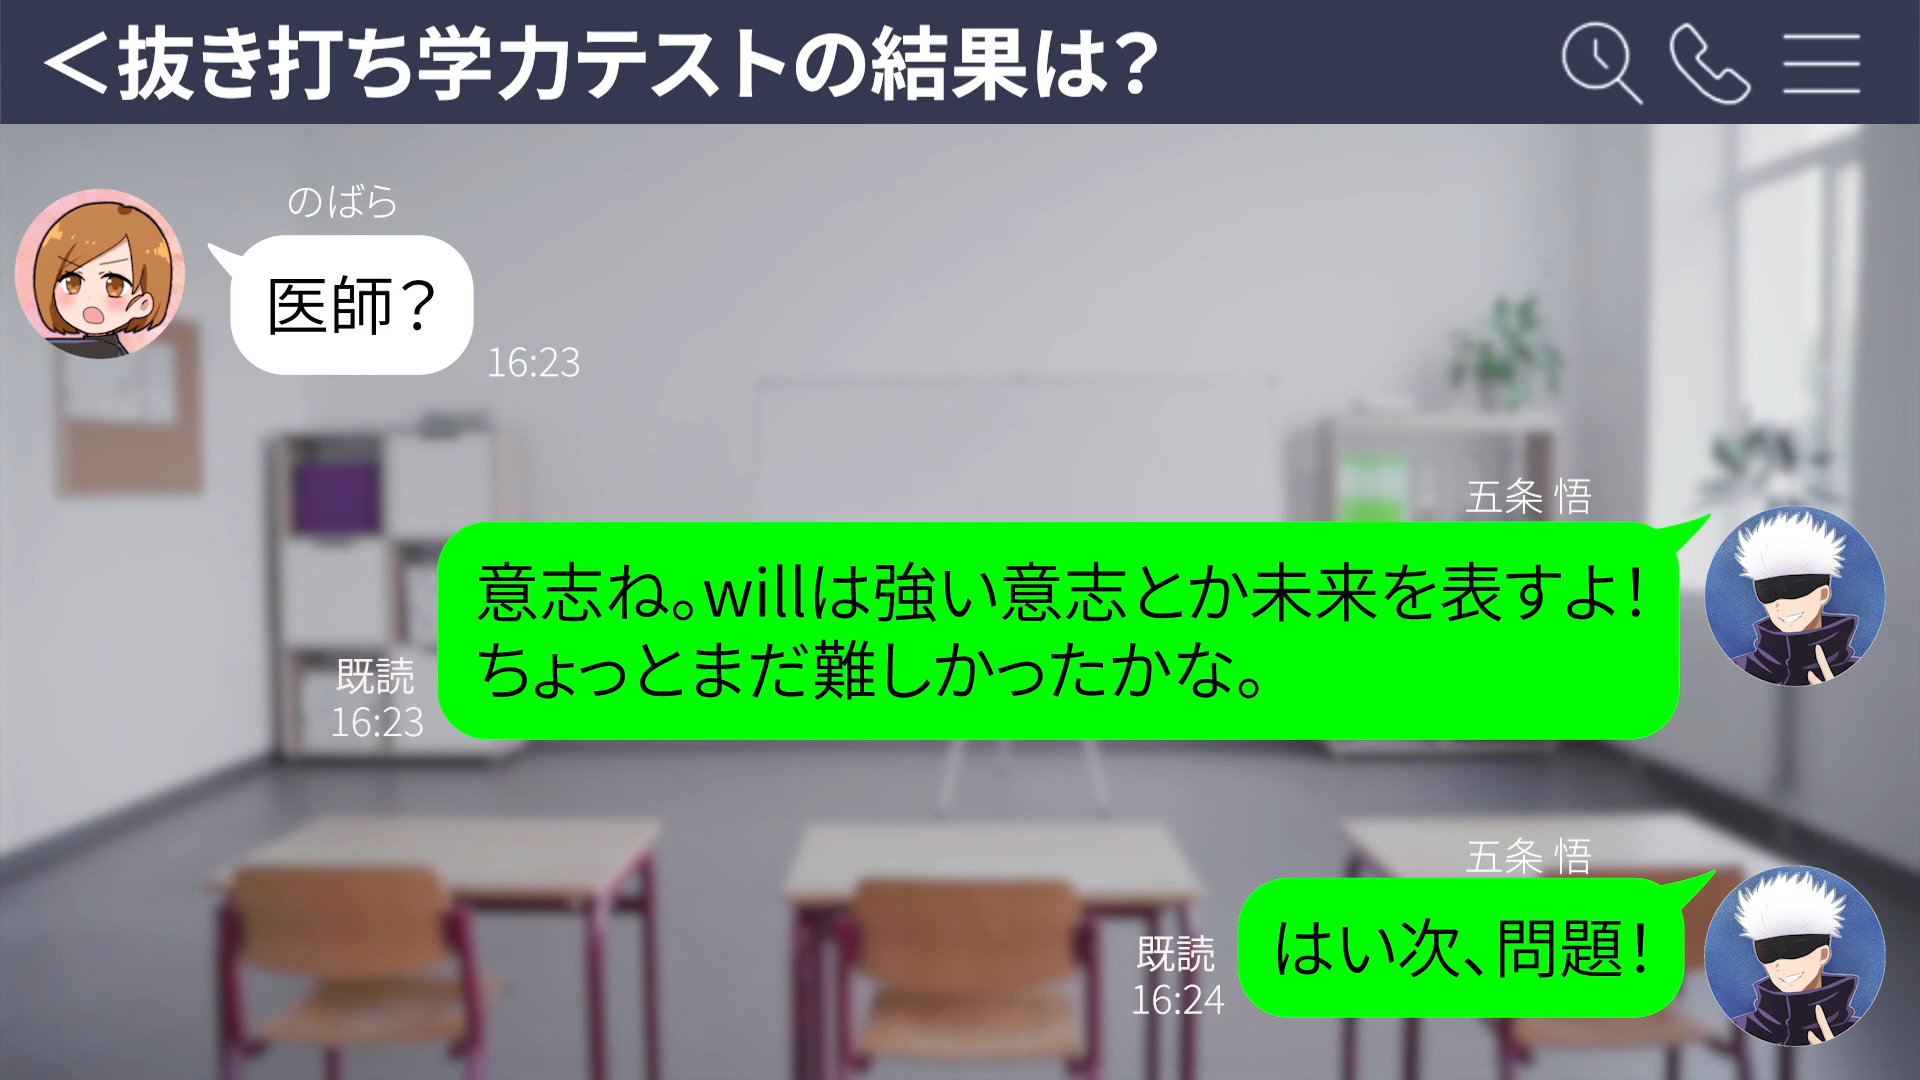 ＜抜き打ち学力テストの結果は？
のばら
医師？
16:23
五条 悟
意志ね。willは強い意志とか未来を表すよ！
ちょっとまだ難しかったかな。
既読
16:23
五条 悟
はい次、問題！
既読
16:24